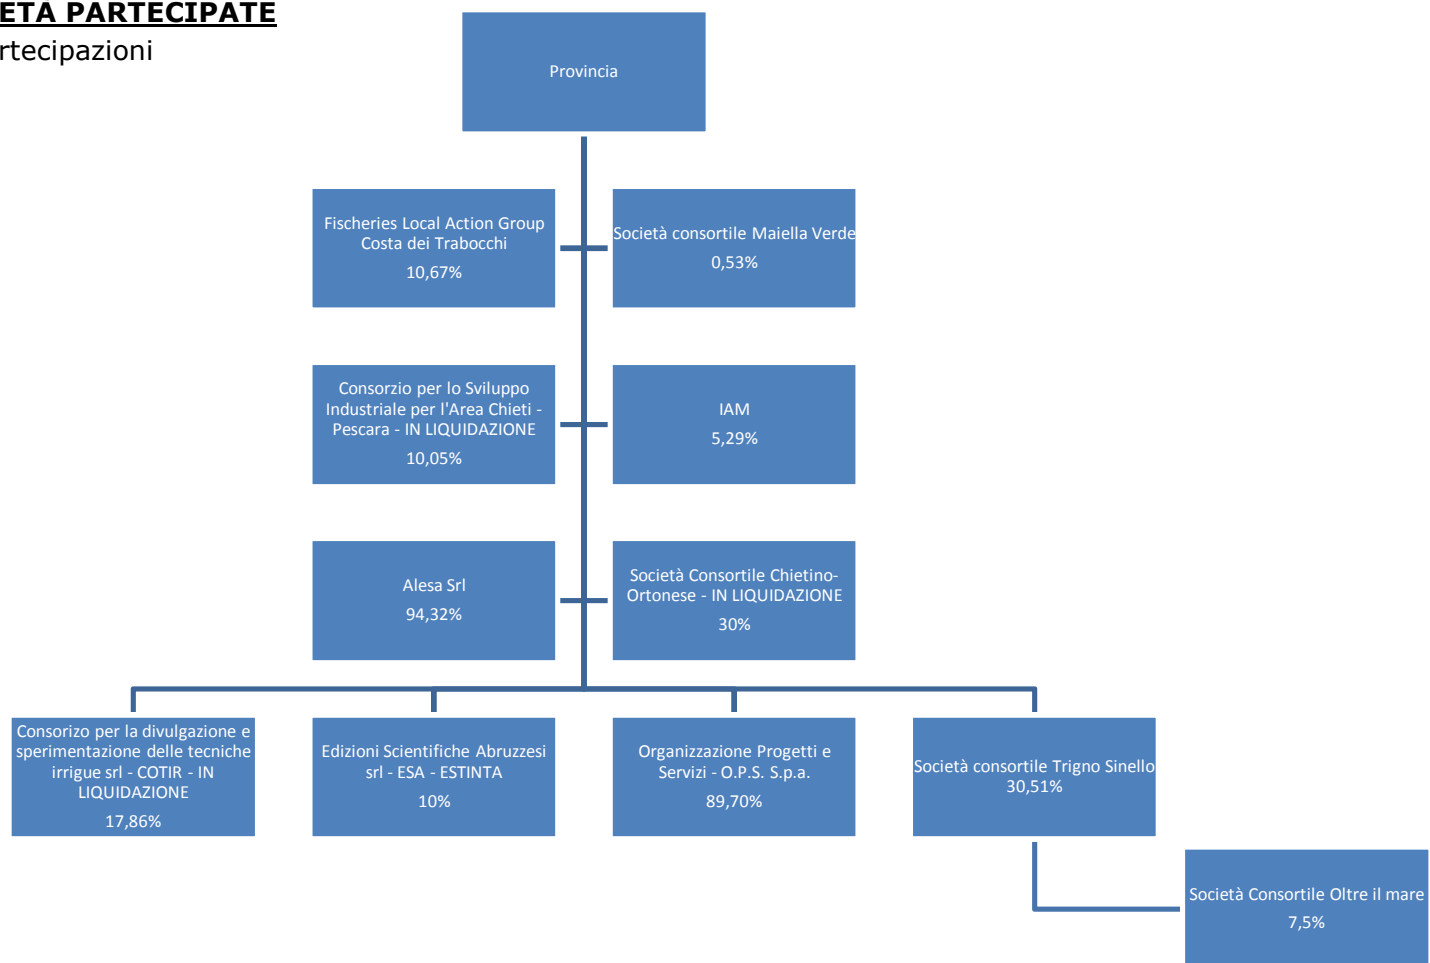 ETÀ PARTECIPATE
rtecipazioni
Provincia
Fischeries Local Action Group
Costa dei Trabocchi
10,67%
Società consortile Maiella Verde
0,53%
Consorzio per lo Sviluppo
Industriale per l'Area Chieti -
Pescara - IN LIQUIDAZIONE
10,05%
IAM
5,29%
Alesa Srl
94,32%
Società Consortile Chietino-
Ortonese - IN LIQUIDAZIONE
30%
Consorizo per la divulgazione e
sperimentazione delle tecniche
irrigue srl - COTIR - IN
LIQUIDAZIONE
17,86%
Edizioni Scientifiche Abruzzesi
srl - ESA - ESTINTA
10%
Organizzazione Progetti e
Servizi - O.P.S. S.p.a.
89,70%
Società consortile Trigno Sinello
30,51%
Società Consortile Oltre il mare
7,5%